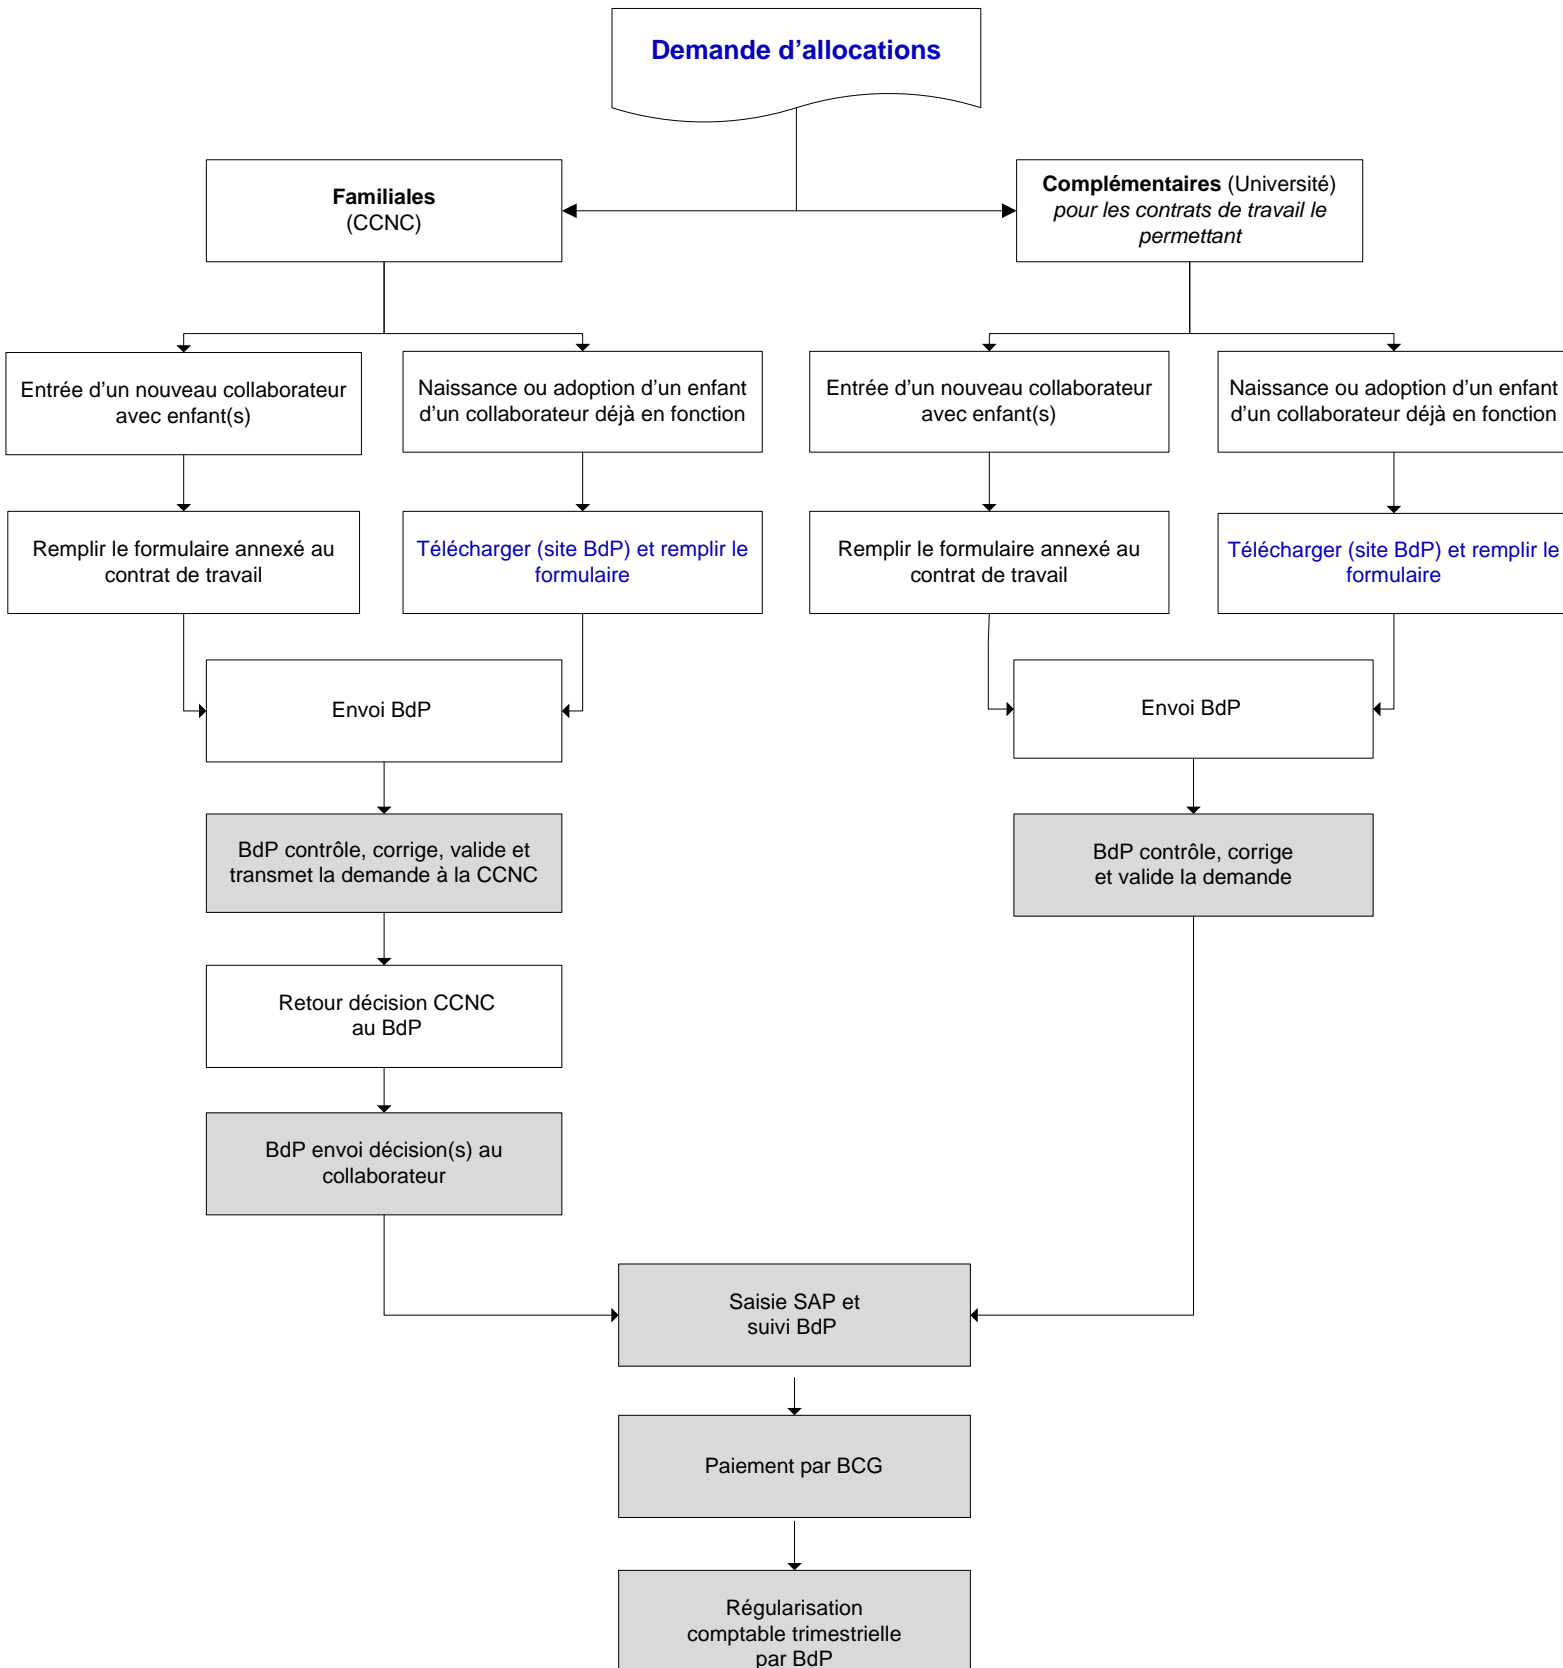 Demande d'allocations
Familiales
(CCNC)
Complémentaires (Université)
pour les contrats de travail le
permettant
Entrée d'un nouveau collaborateur
avec enfant(s)
Naissance ou adoption d'un enfant
d'un collaborateur déjà en fonction
Entrée d'un nouveau collaborateur
avec enfant(s)
Naissance ou adoption d'un enfant
d'un collaborateur déjà en fonction
Remplir le formulaire annexé au
contrat de travail
Télécharger (site BdP) et remplir le
formulaire
Remplir le formulaire annexé au
contrat de travail
Télécharger (site BdP) et remplir le
formulaire
Envoi BdP
Envoi BdP
BdP contrôle, corrige, valide et
transmet la demande à la CCNC
BdP contrôle, corrige
et valide la demande
Retour décision CCNC
au BdP
BdP envoi décision(s) au
collaborateur
Saisie SAP et
suivi BdP
Paiement par BCG
Régularisation
comptable trimestrielle
par BdP